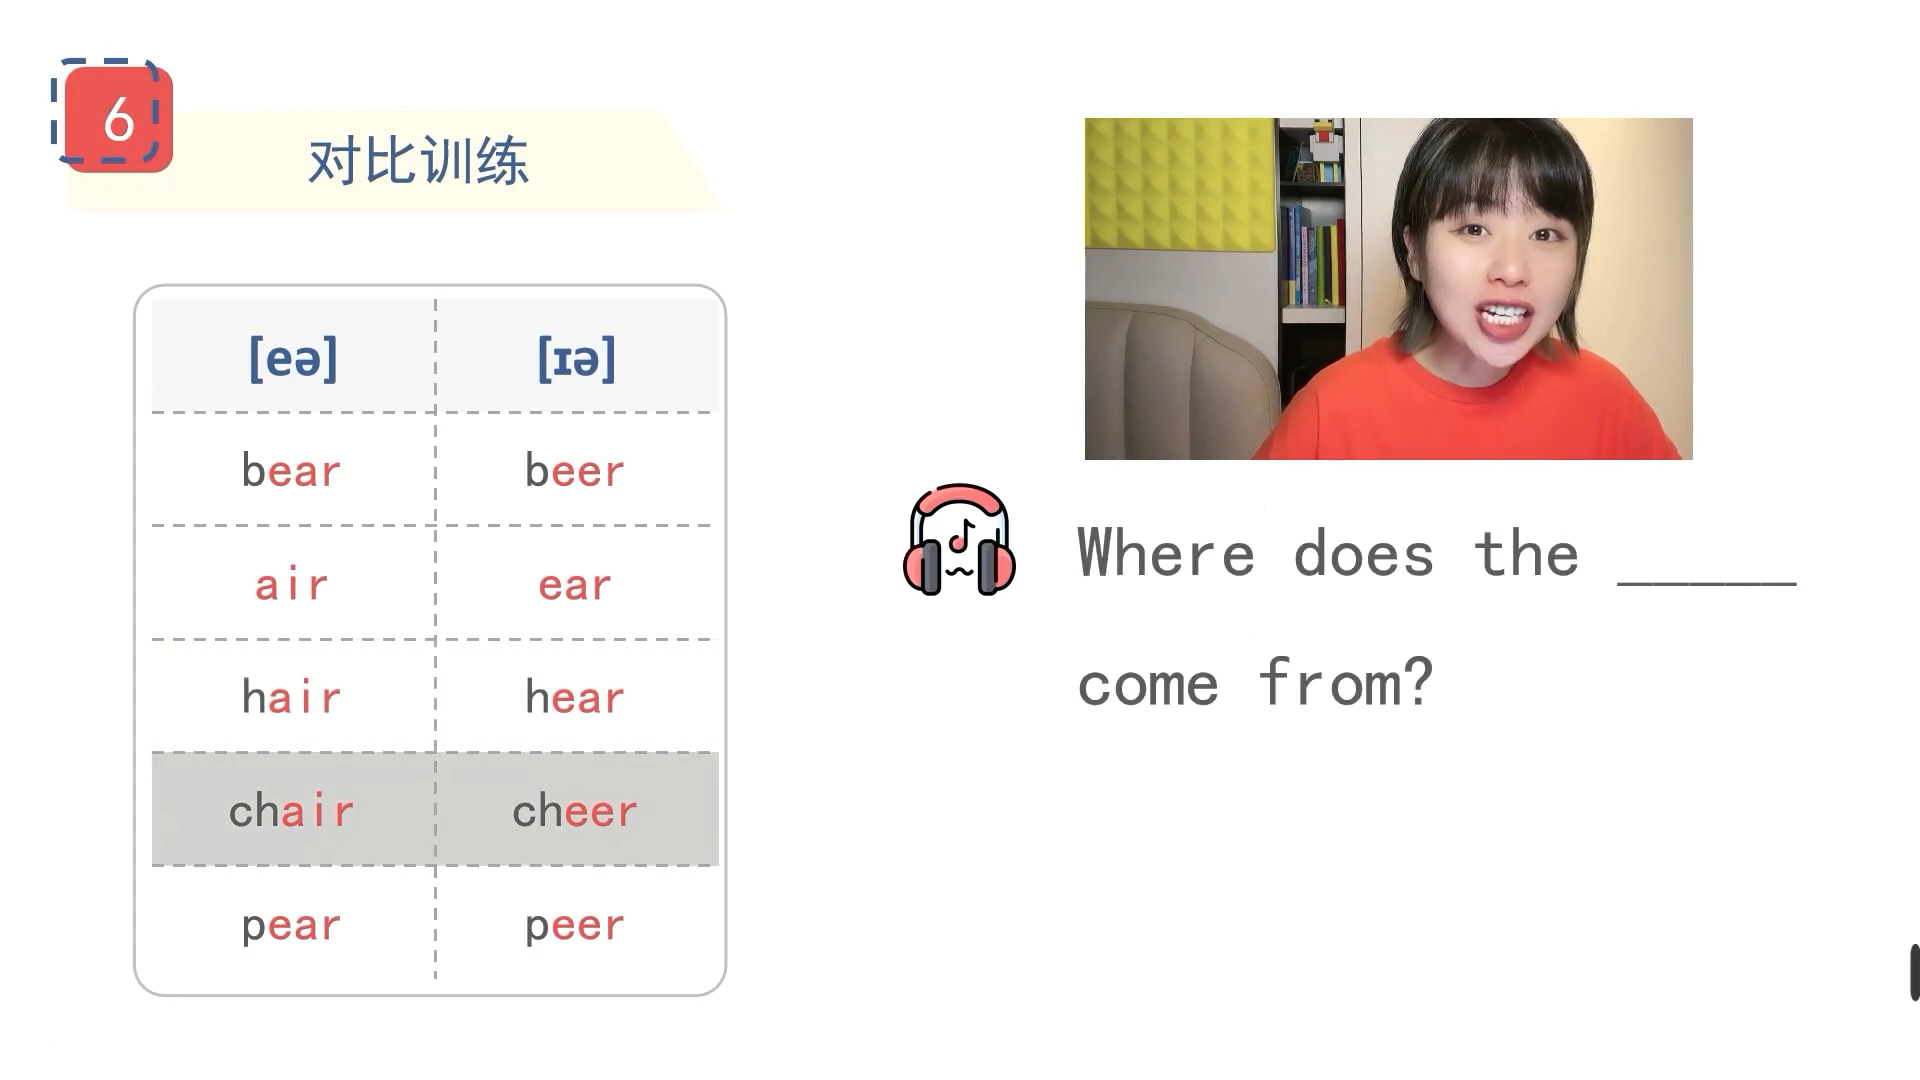 6
对比训练
[eə] [ɪə]
bear beer
air ear
hair hear
chair cheer
pear peer
Where does the _____
come from?